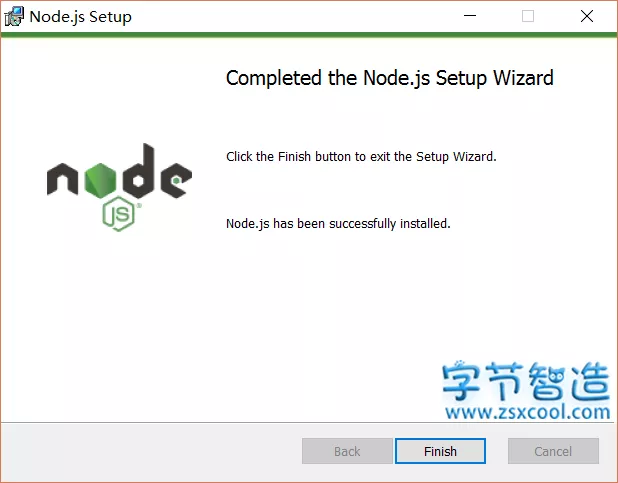 Node.js Setup
Completed the Node.js Setup Wizard
Click the Finish button to exit the Setup Wizard.
node
JS
®
Node.js has been successfully installed.
字节智造
www.zsxcool.com
Back
Finish
Cancel